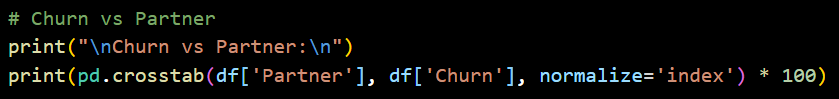 # Churn vs Partner
print("\nChurn vs Partner:\n")
print(pd.crosstab(df['Partner'], df['Churn'], normalize='index') * 100)